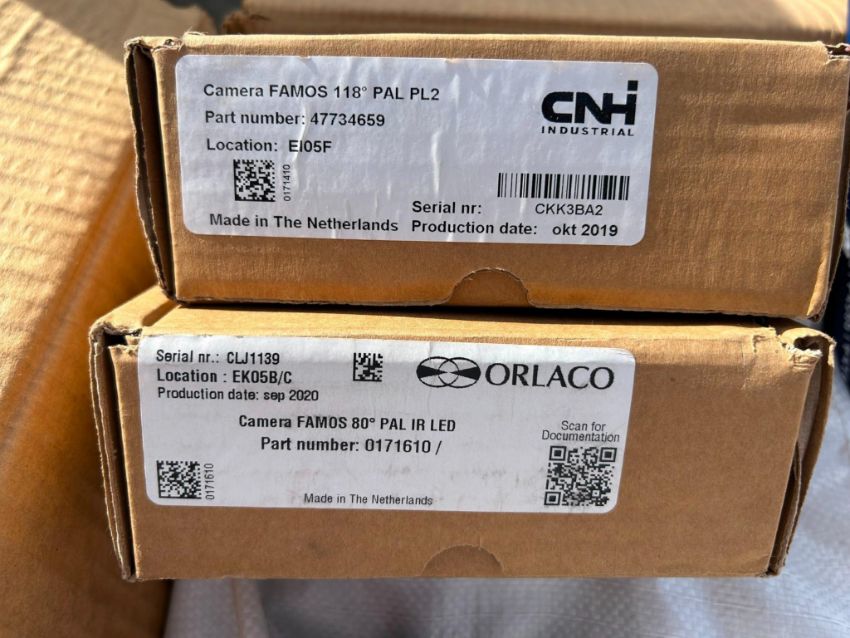 Camera FAMOS 118° PAL PL2
Part number: 47734659
Location: EI05F
0171410
CNH
INDUSTRIAL
Serial nr: CKK3BA2
Made in The Netherlands
Production date: okt 2019
Serial nr.: CLJ1139
Location : EK05B/C
Production date: sep 2020
ORLACO
Camera FAMOS 80° PAL IR LED
Part number: 0171610 /
Scan for
Documentation
0171610
Made in The Netherlands